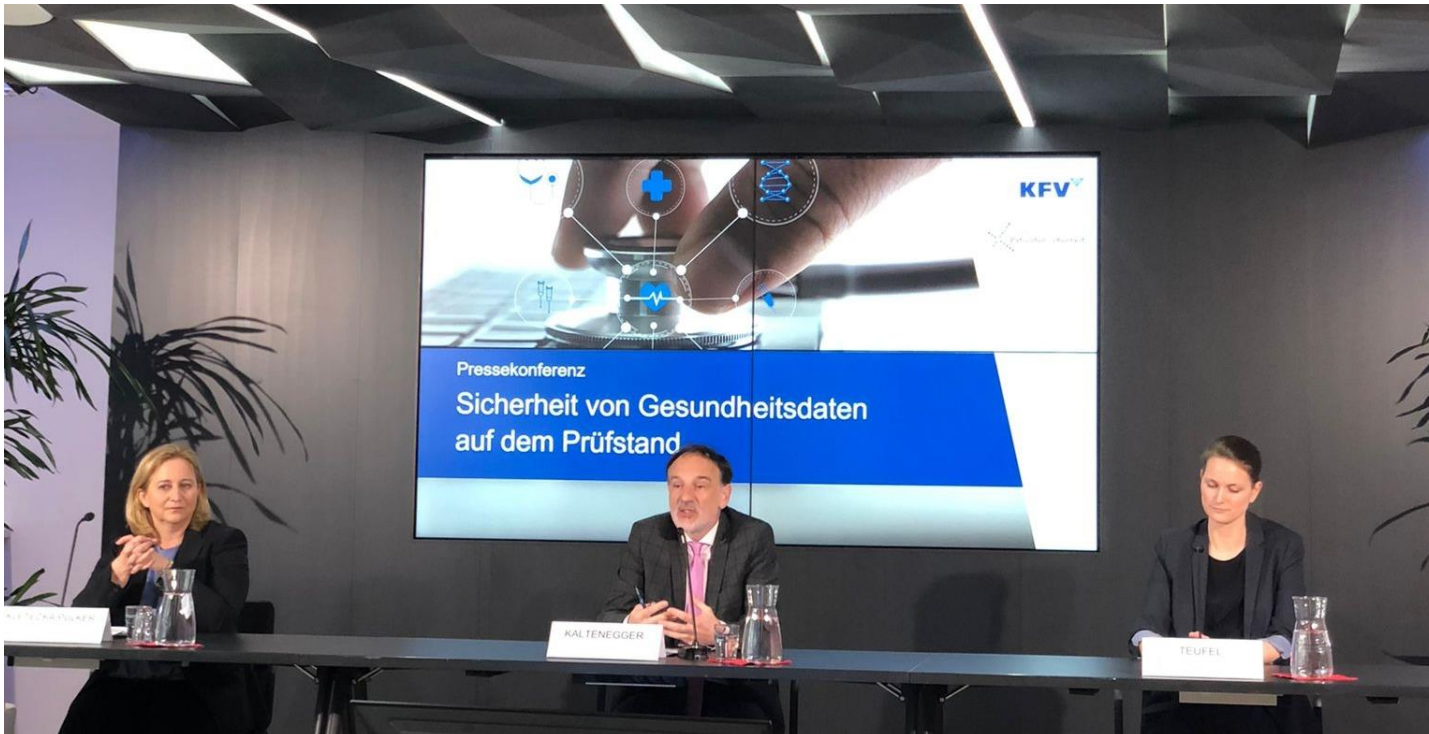 KFV
Pressekonferenz
Sicherheit von Gesundheitsdaten
auf dem Prüfstand
KALTENEGGER
TEUFEL